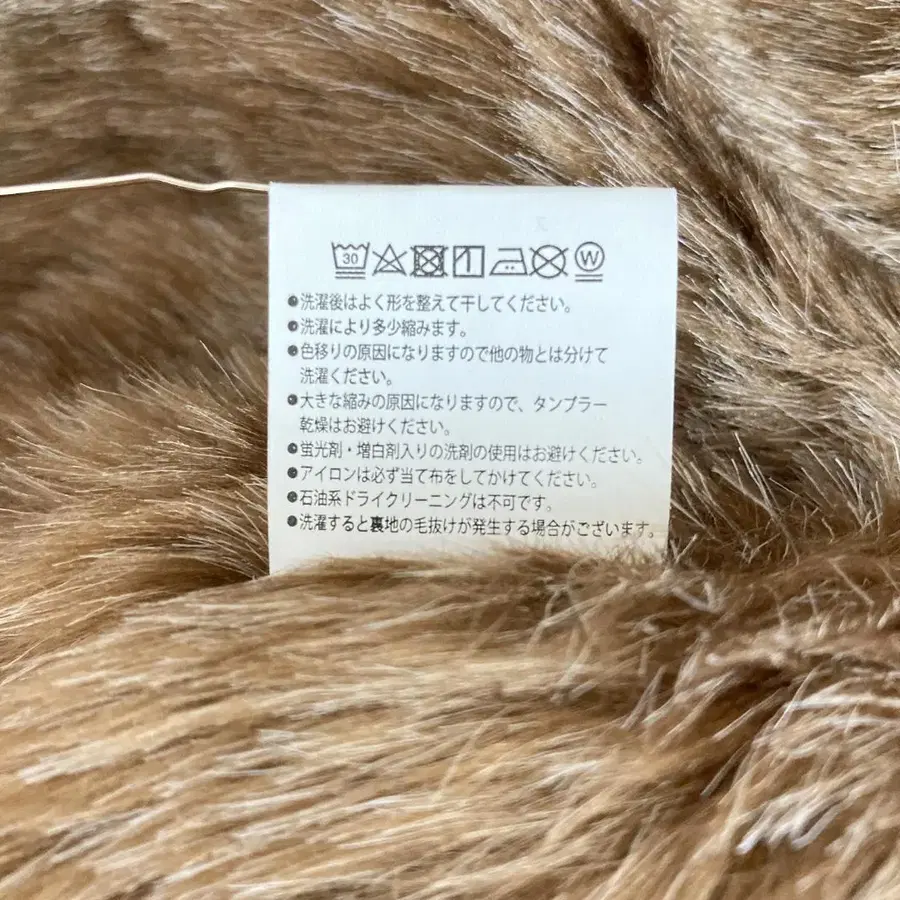 30 W
●洗濯後はよく形を整えて干してください。
●洗濯により多少縮みます。
●色移りの原因になりますので他の物とは分けて
洗濯ください。
●大きな縮みの原因になりますので、タンブラー
乾燥はお避けください。
●蛍光剤・増白剤入りの洗剤の使用はお避けください。
●アイロンは必ず当て布をしてかけてください。
●石油系ドライクリーニングは不可です。
●洗濯すると裏地の毛抜けが発生する場合がございます。